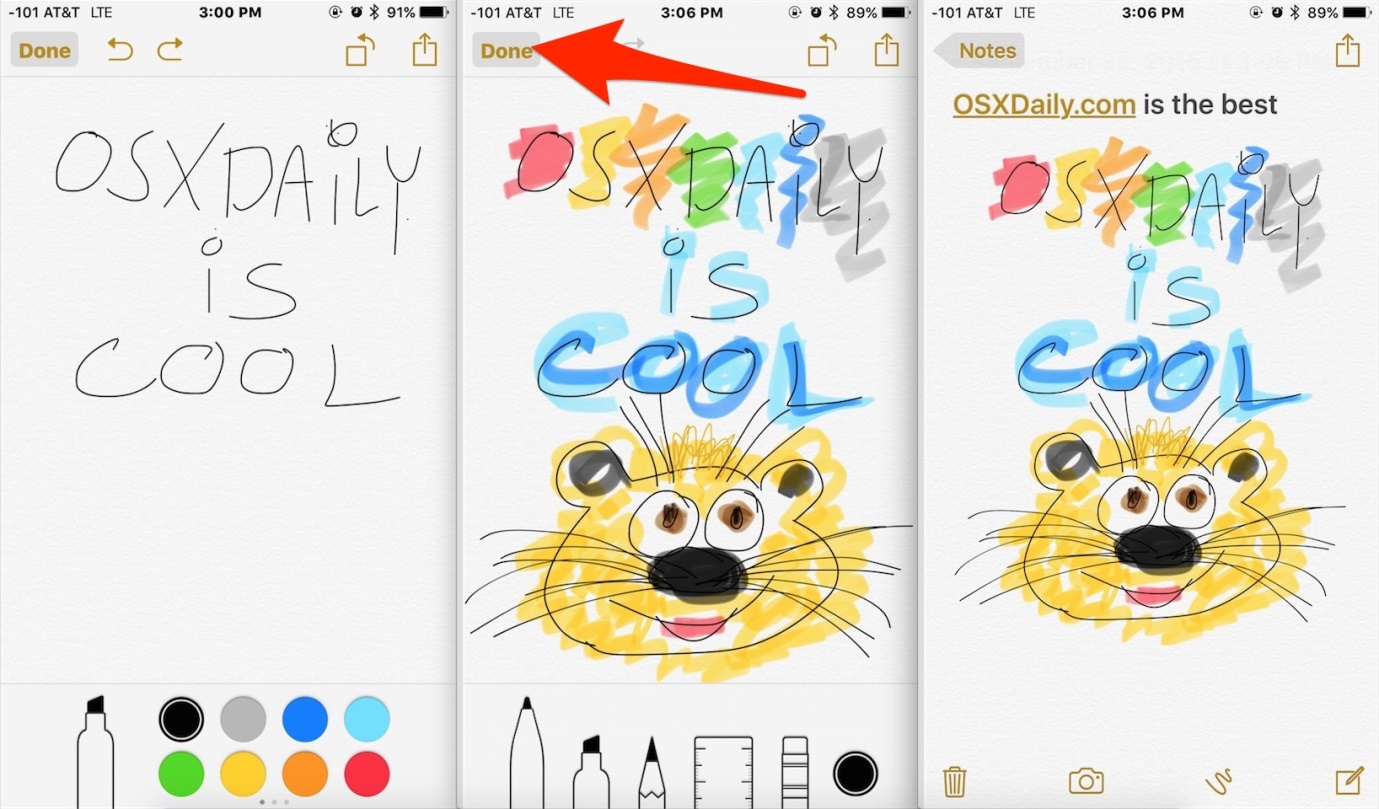 -101 AT&T LTE 3:00 PM 91%
Done
OSXDAiLY
is
COOL
-101 AT&T LTE 3:06 PM 89%
Done
OSXDAiLY
is
COOL
-101 AT&T LTE 3:06 PM 89%
Notes
OSXDaily.com is the best
OSXDAiLY
is
COOL